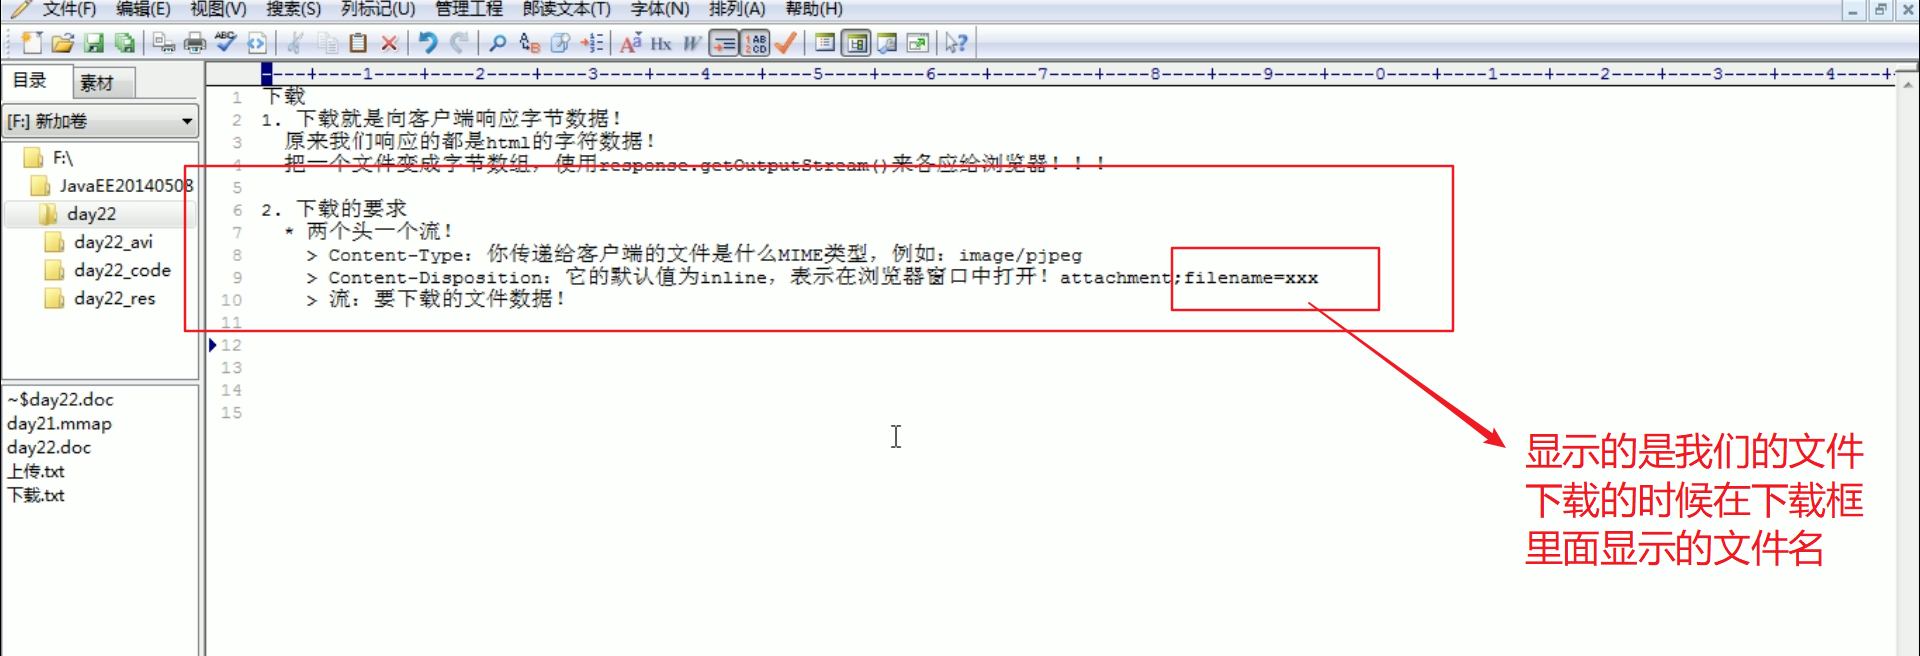 文件(F) 编辑(E) 视图(V) 搜索(S) 列标记(U) 管理工程 郎读文本(T) 字体(N) 排列(A) 帮助(H)
目录 素材
[F:] 新加卷
F:\
JavaEE20140508
day22
day22_avi
day22_code
day22_res
~$day22.doc
day21.mmap
day22.doc
上传.txt
下载.txt
----+----1----+----2----+----3----+----4----+----5----+----6----+----7----+----8----+----9----+----0----+----1----+----2----+----3----+----4----+-
1 下载
2 1. 下载就是向客户端响应字节数据！
3 原来我们响应的都是html的字符数据！
4 把一个文件变成字节数组，使用response.getOutputStream()来各应给浏览器！！！
5
6 2. 下载的要求
7 * 两个头一个流！
8 > Content-Type：你传递给客户端的文件是什么MIME类型，例如：image/pjpeg
9 > Content-Disposition：它的默认值为inline，表示在浏览器窗口中打开！attachment;filename=xxx
10 > 流：要下载的文件数据！
11
12
13
14
15
显示的是我们的文件
下载的时候在下载框
里面显示的文件名